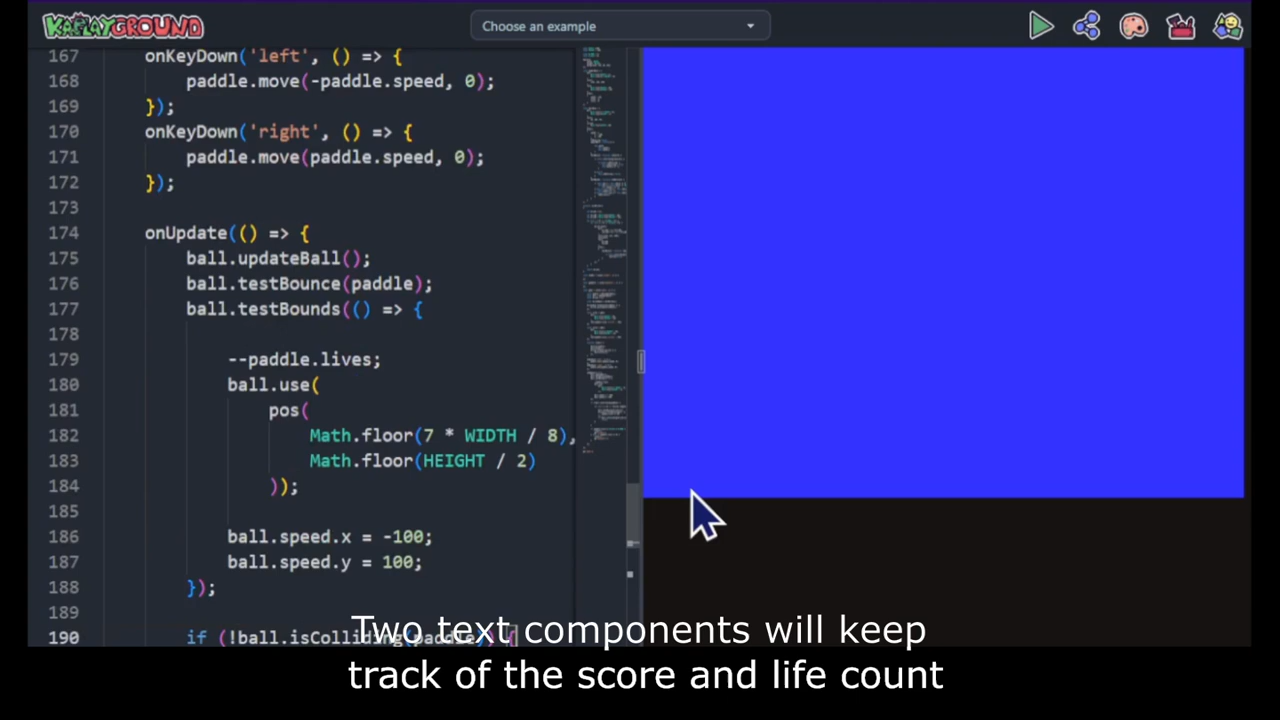 KAPLAYGROUND
Choose an example
167 onKeyDown('left', () => {
168 paddle.move(-paddle.speed, 0);
169 });
170 onKeyDown('right', () => {
171 paddle.move(paddle.speed, 0);
172 });
173
174 onUpdate(() => {
175 ball.updateBall();
176 ball.testBounce(paddle);
177 ball.testBounds(() => {
178
179 --paddle.lives;
180 ball.use(
181 pos(
182 Math.floor(7 * WIDTH / 8),
183 Math.floor(HEIGHT / 2)
184 ));
185
186 ball.speed.x = -100;
187 ball.speed.y = 100;
188 });
189
190 if (!ball.isColliding(paddle)) {
Two text components will keep
track of the score and life count